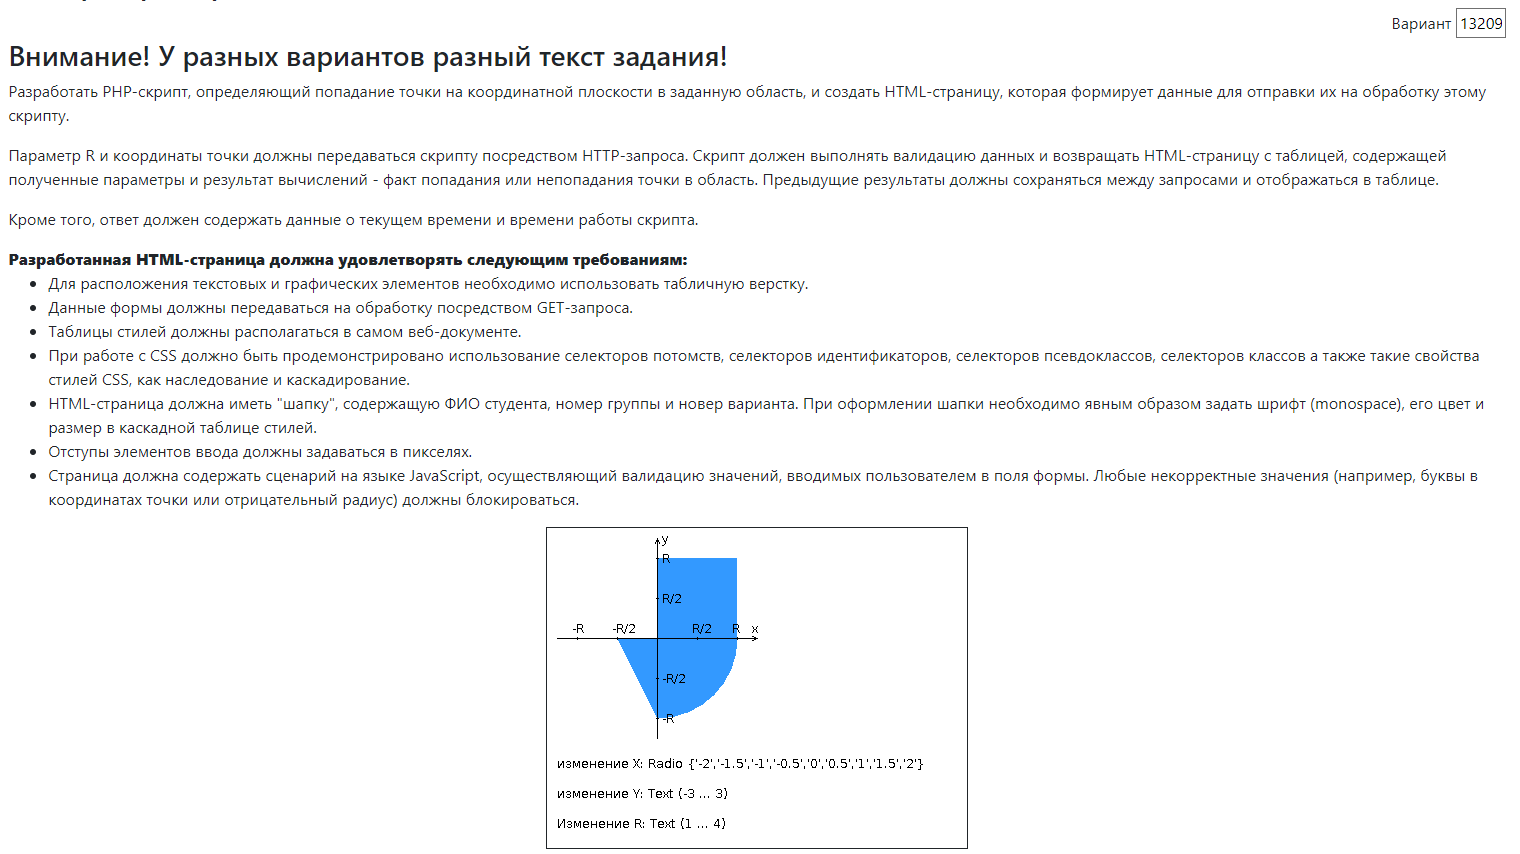 Вариант 13209
Внимание! У разных вариантов разный текст задания!
Разработать PHP-скрипт, определяющий попадание точки на координатной плоскости в заданную область, и создать HTML-страницу, которая формирует данные для отправки их на обработку этому
скрипту.
Параметр R и координаты точки должны передаваться скрипту посредством HTTP-запроса. Скрипт должен выполнять валидацию данных и возвращать HTML-страницу с таблицей, содержащей
полученные параметры и результат вычислений - факт попадания или непопадания точки в область. Предыдущие результаты должны сохраняться между запросами и отображаться в таблице.
Кроме того, ответ должен содержать данные о текущем времени и времени работы скрипта.
Разработанная HTML-страница должна удовлетворять следующим требованиям:
Для расположения текстовых и графических элементов необходимо использовать табличную верстку.
Данные формы должны передаваться на обработку посредством GET-запроса.
Таблицы стилей должны располагаться в самом веб-документе.
При работе с CSS должно быть продемонстрировано использование селекторов потомств, селекторов идентификаторов, селекторов псевдоклассов, селекторов классов а также такие свойства
стилей CSS, как наследование и каскадирование.
HTML-страница должна иметь "шапку", содержащую ФИО студента, номер группы и новер варианта. При оформлении шапки необходимо явным образом задать шрифт (monospace), его цвет и
размер в каскадной таблице стилей.
Отступы элементов ввода должны задаваться в пикселях.
Страница должна содержать сценарий на языке JavaScript, осуществляющий валидацию значений, вводимых пользователем в поля формы. Любые некорректные значения (например, буквы в
координатах точки или отрицательный радиус) должны блокироваться.
y
R
R/2
-R -R/2 R/2 R x
-R/2
-R
изменение X: Radio {'-2','-1.5','-1','-0.5','0','0.5','1','1.5','2'}
изменение Y: Text (-3 ... 3)
Изменение R: Text (1 ... 4)